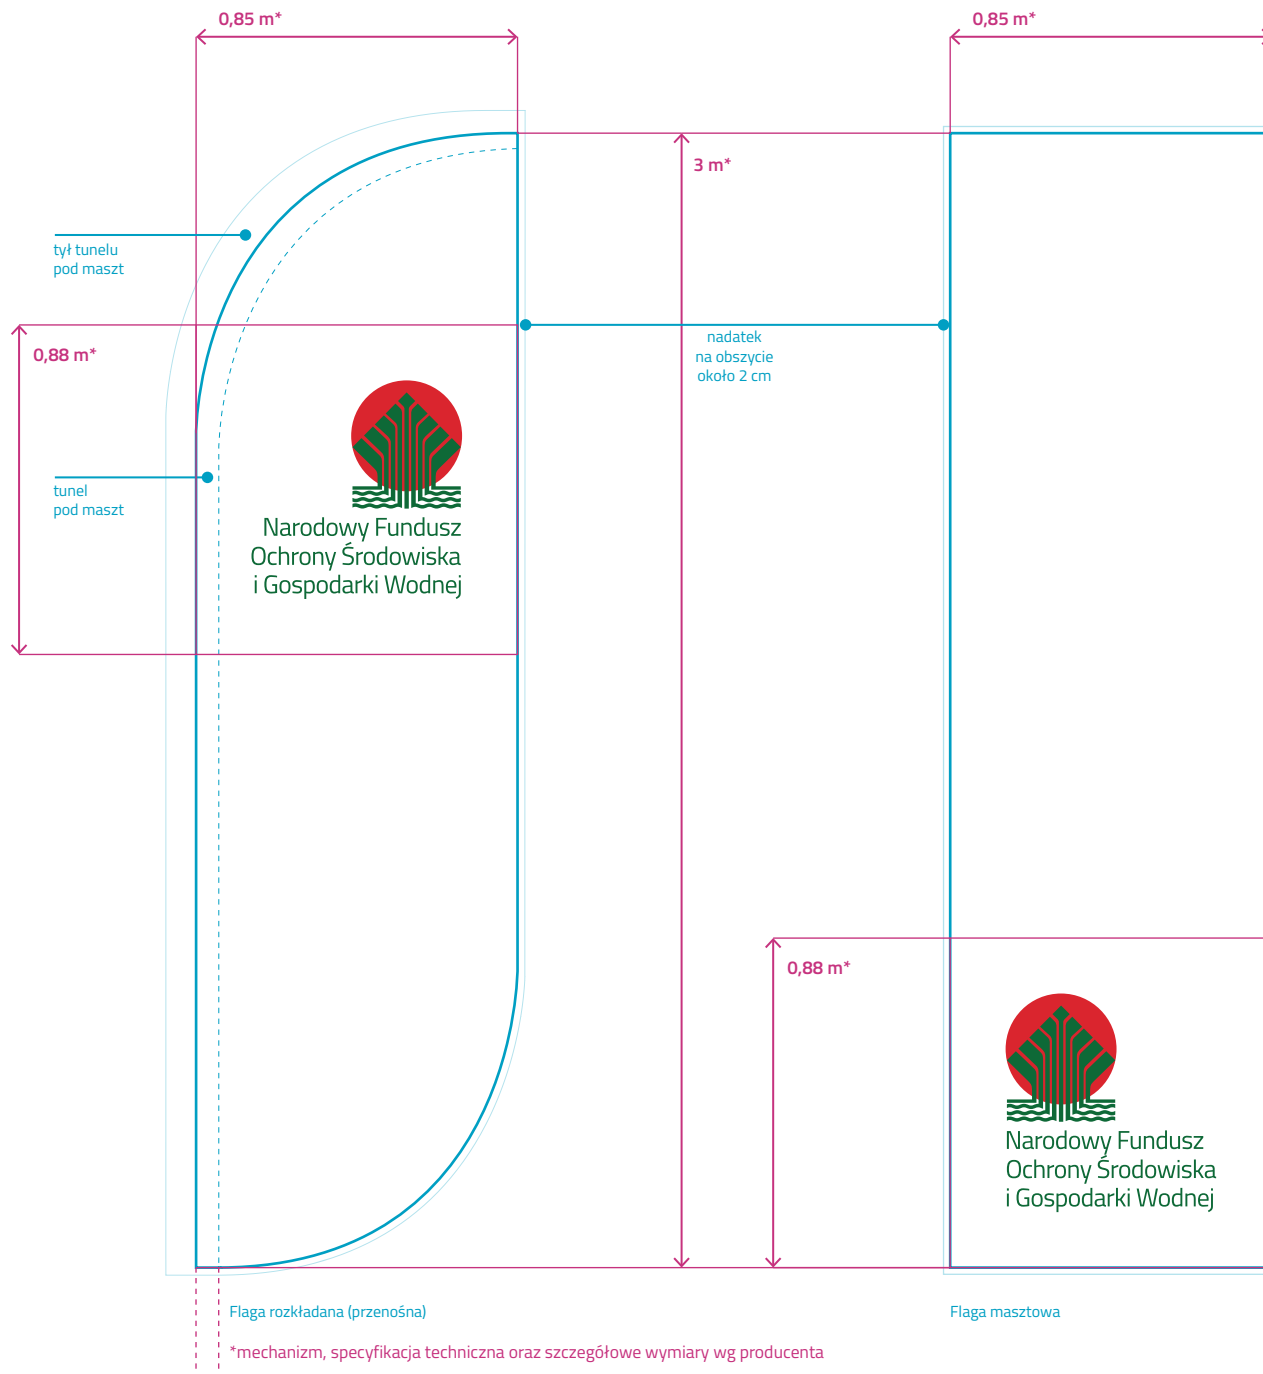 0,85 m*
0,85 m*
3 m*
tył tunelu
pod maszt
nadatek
na obszycie
około 2 cm
0,88 m*
tunel
pod maszt
Narodowy Fundusz
Ochrony Środowiska
i Gospodarki Wodnej
0,88 m*
Narodowy Fundusz
Ochrony Środowiska
i Gospodarki Wodnej
Flaga rozkładana (przenośna)
Flaga masztowa
*mechanizm, specyfikacja techniczna oraz szczegółowe wymiary wg producenta